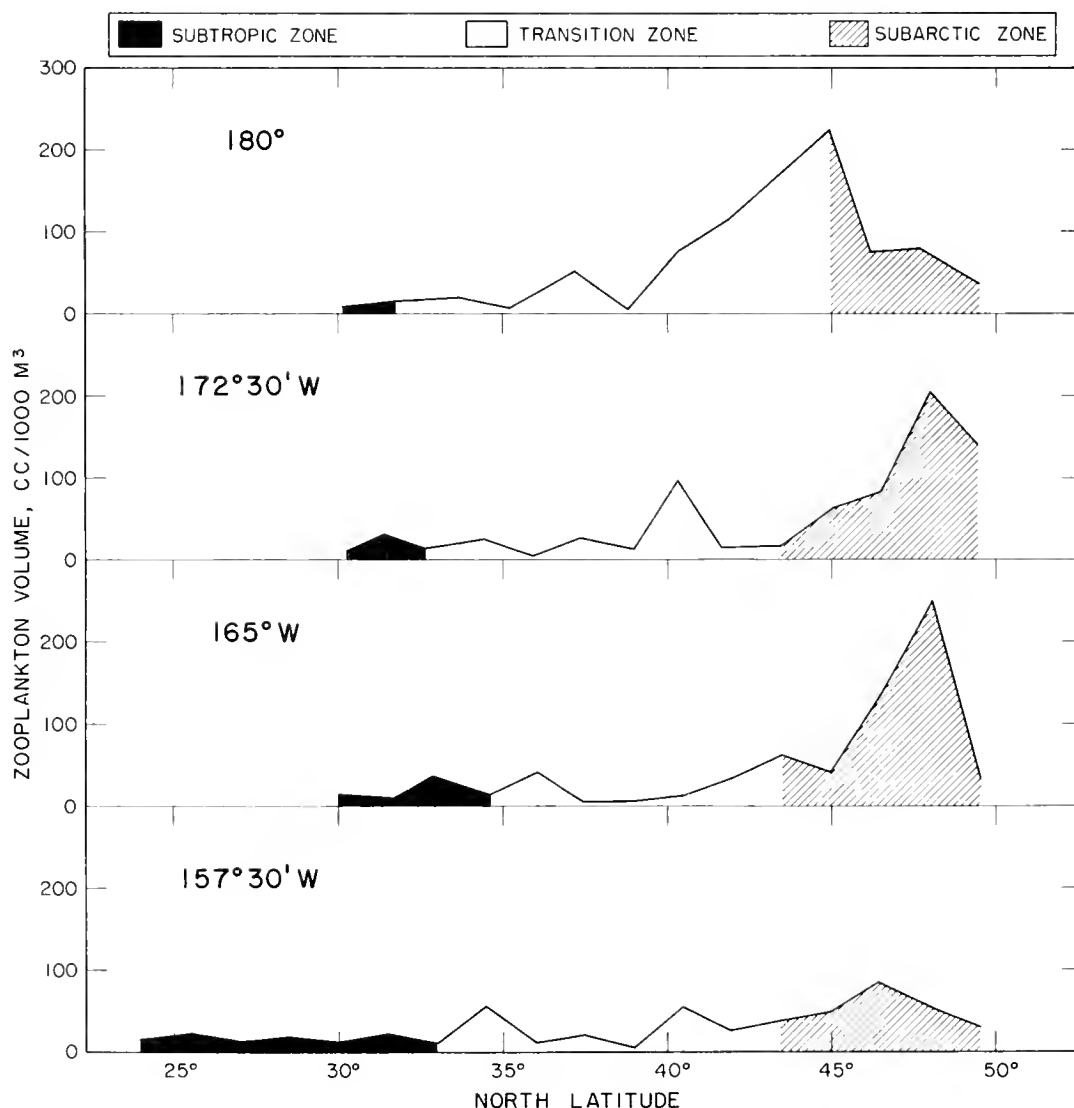 SUBTROPIC ZONE
TRANSITION ZONE
SUBARCTIC ZONE
ZOOPLANKTON VOLUME, CC/1000 M³
300
180°
200
100
0
172°30'W
200
100
0
165°W
200
100
0
157°30'W
200
100
0
25° 30° 35° 40° 45° 50°
NORTH LATITUDE